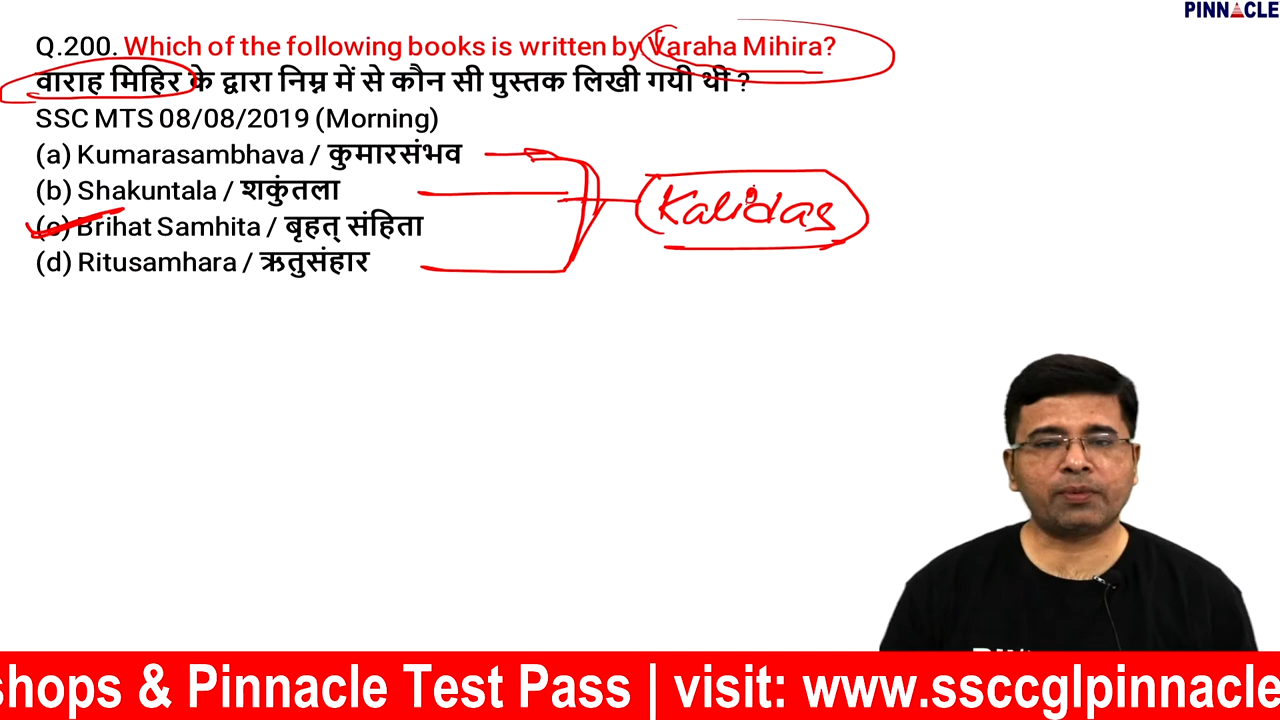 PINNACLE
Q.200. Which of the following books is written by Varaha Mihira?
वाराह मिहिर के द्वारा निम्न में से कौन सी पुस्तक लिखी गयी थी ?
SSC MTS 08/08/2019 (Morning)
(a) Kumarasambhava / कुमारसंभव
(b) Shakuntala / शकुंतला
Kalidas
(c) Brihat Samhita / बृहत् संहिता
(d) Ritusamhara / ऋतुसंहार
shops & Pinnacle Test Pass | visit: www.ssccglpinnacle